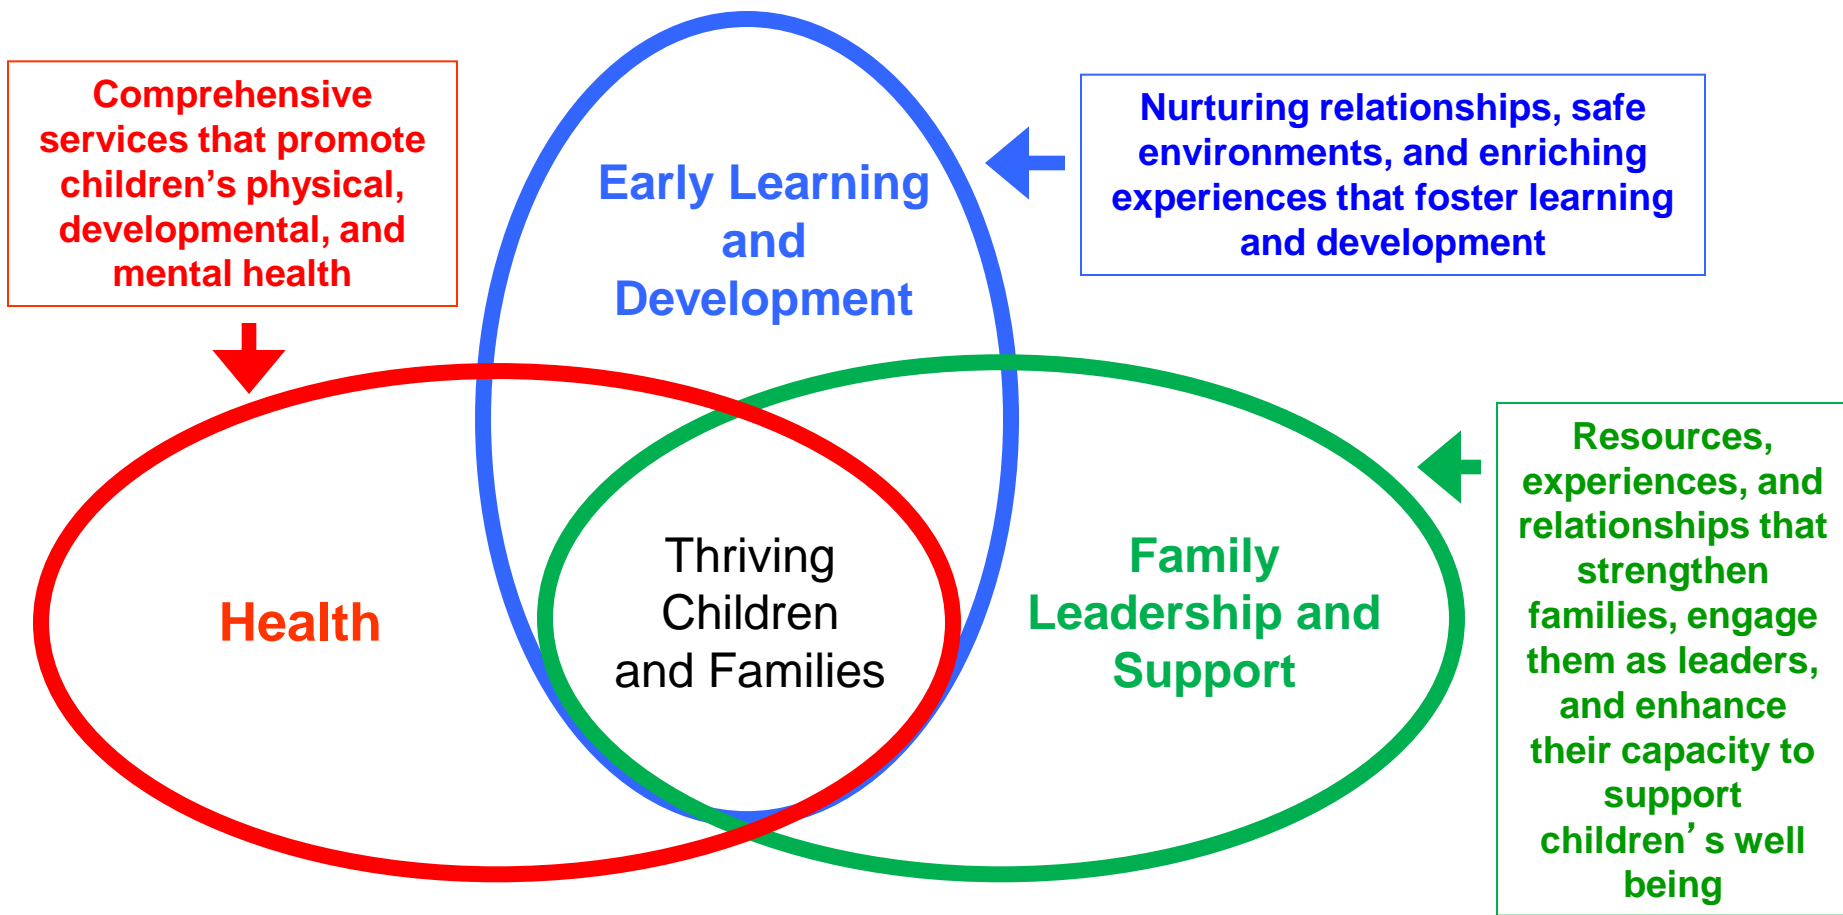 Comprehensive
services that promote
children’s physical,
developmental, and
mental health
Early Learning
and
Development
Nurturing relationships, safe
environments, and enriching
experiences that foster learning
and development
Health
Thriving
Children
and Families
Family
Leadership and
Support
Resources,
experiences, and
relationships that
strengthen
families, engage
them as leaders,
and enhance
their capacity to
support
children’s well
being